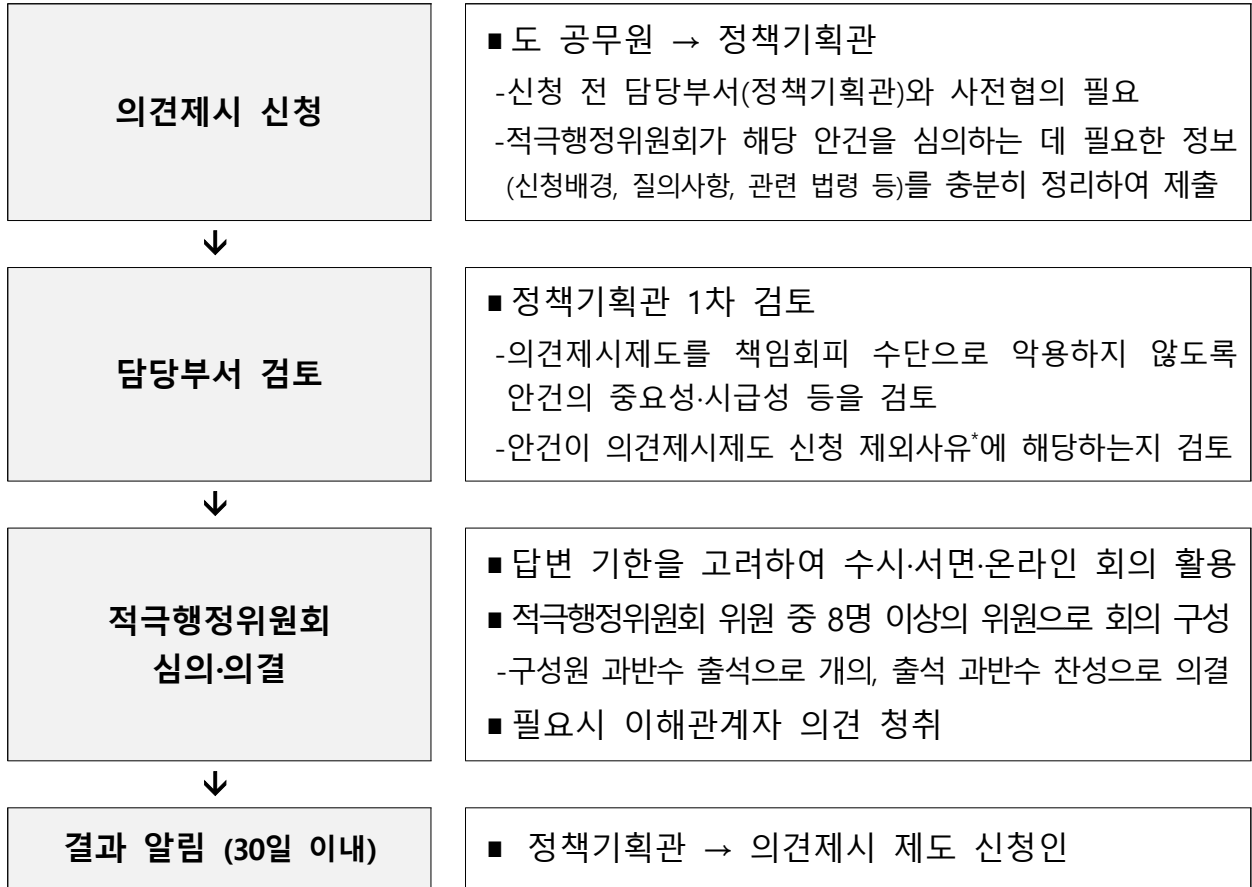 의견제시 신청
■ 도 공무원 → 정책기획관
-신청 전 담당부서(정책기획관)와 사전협의 필요
-적극행정위원회가 해당 안건을 심의하는 데 필요한 정보
(신청배경, 질의사항, 관련 법령 등)를 충분히 정리하여 제출
↓
담당부서 검토
■ 정책기획관 1차 검토
-의견제시제도를 책임회피 수단으로 악용하지 않도록
안건의 중요성·시급성 등을 검토
-안건이 의견제시제도 신청 제외사유*에 해당하는지 검토
↓
적극행정위원회
심의·의결
■ 답변 기한을 고려하여 수시·서면·온라인 회의 활용
■ 적극행정위원회 위원 중 8명 이상의 위원으로 회의 구성
-구성원 과반수 출석으로 개의, 출석 과반수 찬성으로 의결
■ 필요시 이해관계자 의견 청취
↓
결과 알림 (30일 이내)
■ 정책기획관 → 의견제시 제도 신청인